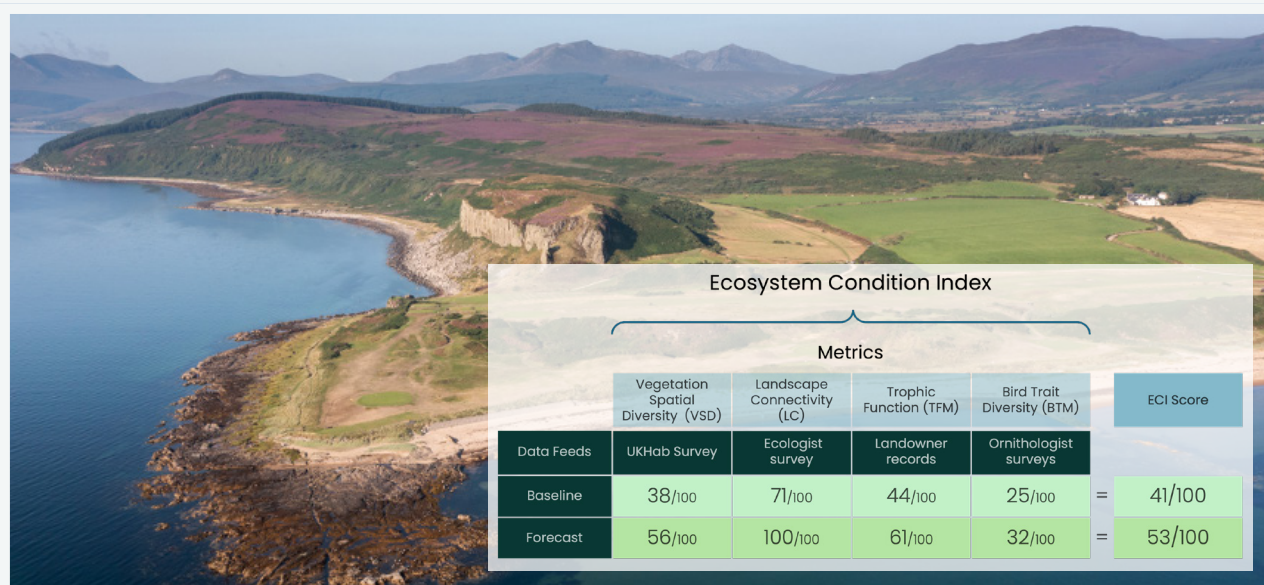 Ecosystem Condition Index
Metrics
Vegetation
Spatial
Diversity (VSD)
Landscape
Connectivity
(LC)
Trophic
Function (TFM)
Bird Trait
Diversity (BTM)
ECI Score
Data Feeds
UKHab Survey
Ecologist
survey
Landowner
records
Ornithologist
surveys
Baseline
38/100
71/100
44/100
25/100
=
41/100
Forecast
56/100
100/100
61/100
32/100
=
53/100